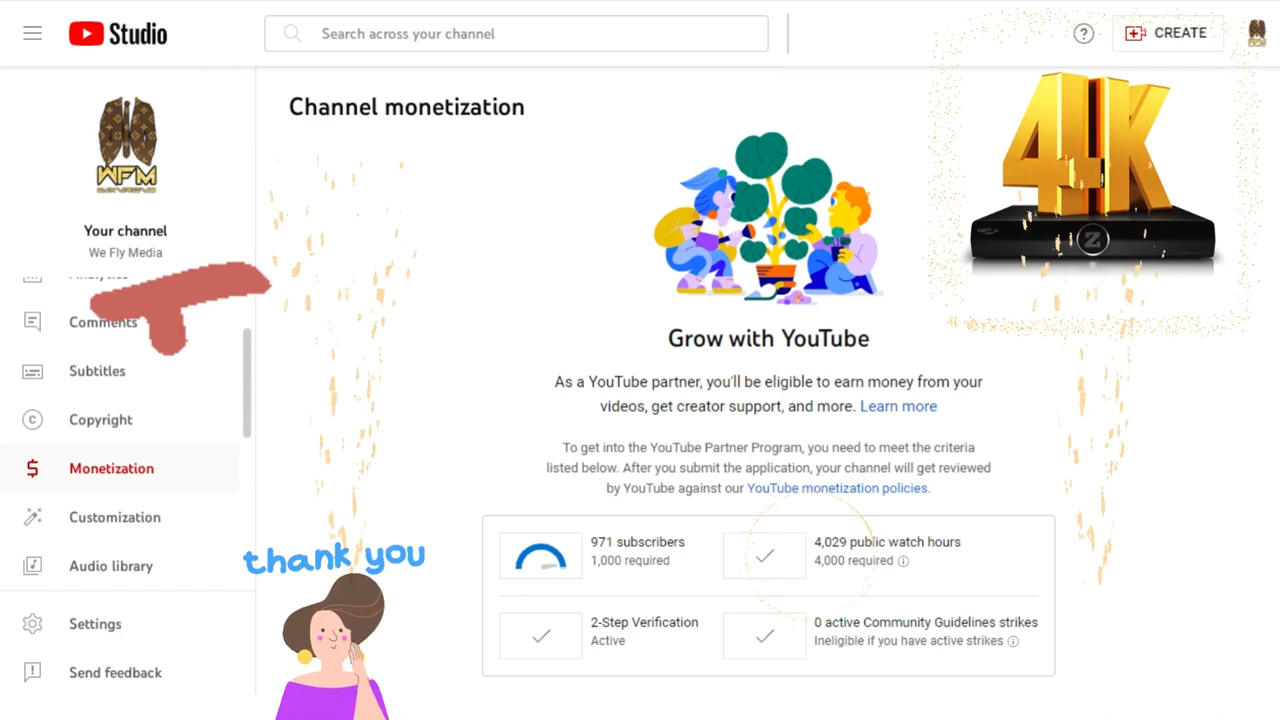 Studio
Search across your channel
?
CREATE
4K
Z
Channel monetization
WFM
Your channel
We Fly Media
Analytics
Comments
Subtitles
Copyright
Monetization
Customization
Audio library
Settings
Send feedback
Grow with YouTube
As a YouTube partner, you'll be eligible to earn money from your
videos, get creator support, and more. Learn more
To get into the YouTube Partner Program, you need to meet the criteria
listed below. After you submit the application, your channel will get reviewed
by YouTube against our YouTube monetization policies.
971 subscribers
1,000 required
4,029 public watch hours
4,000 required
2-Step Verification
Active
0 active Community Guidelines strikes
Ineligible if you have active strikes
thank you